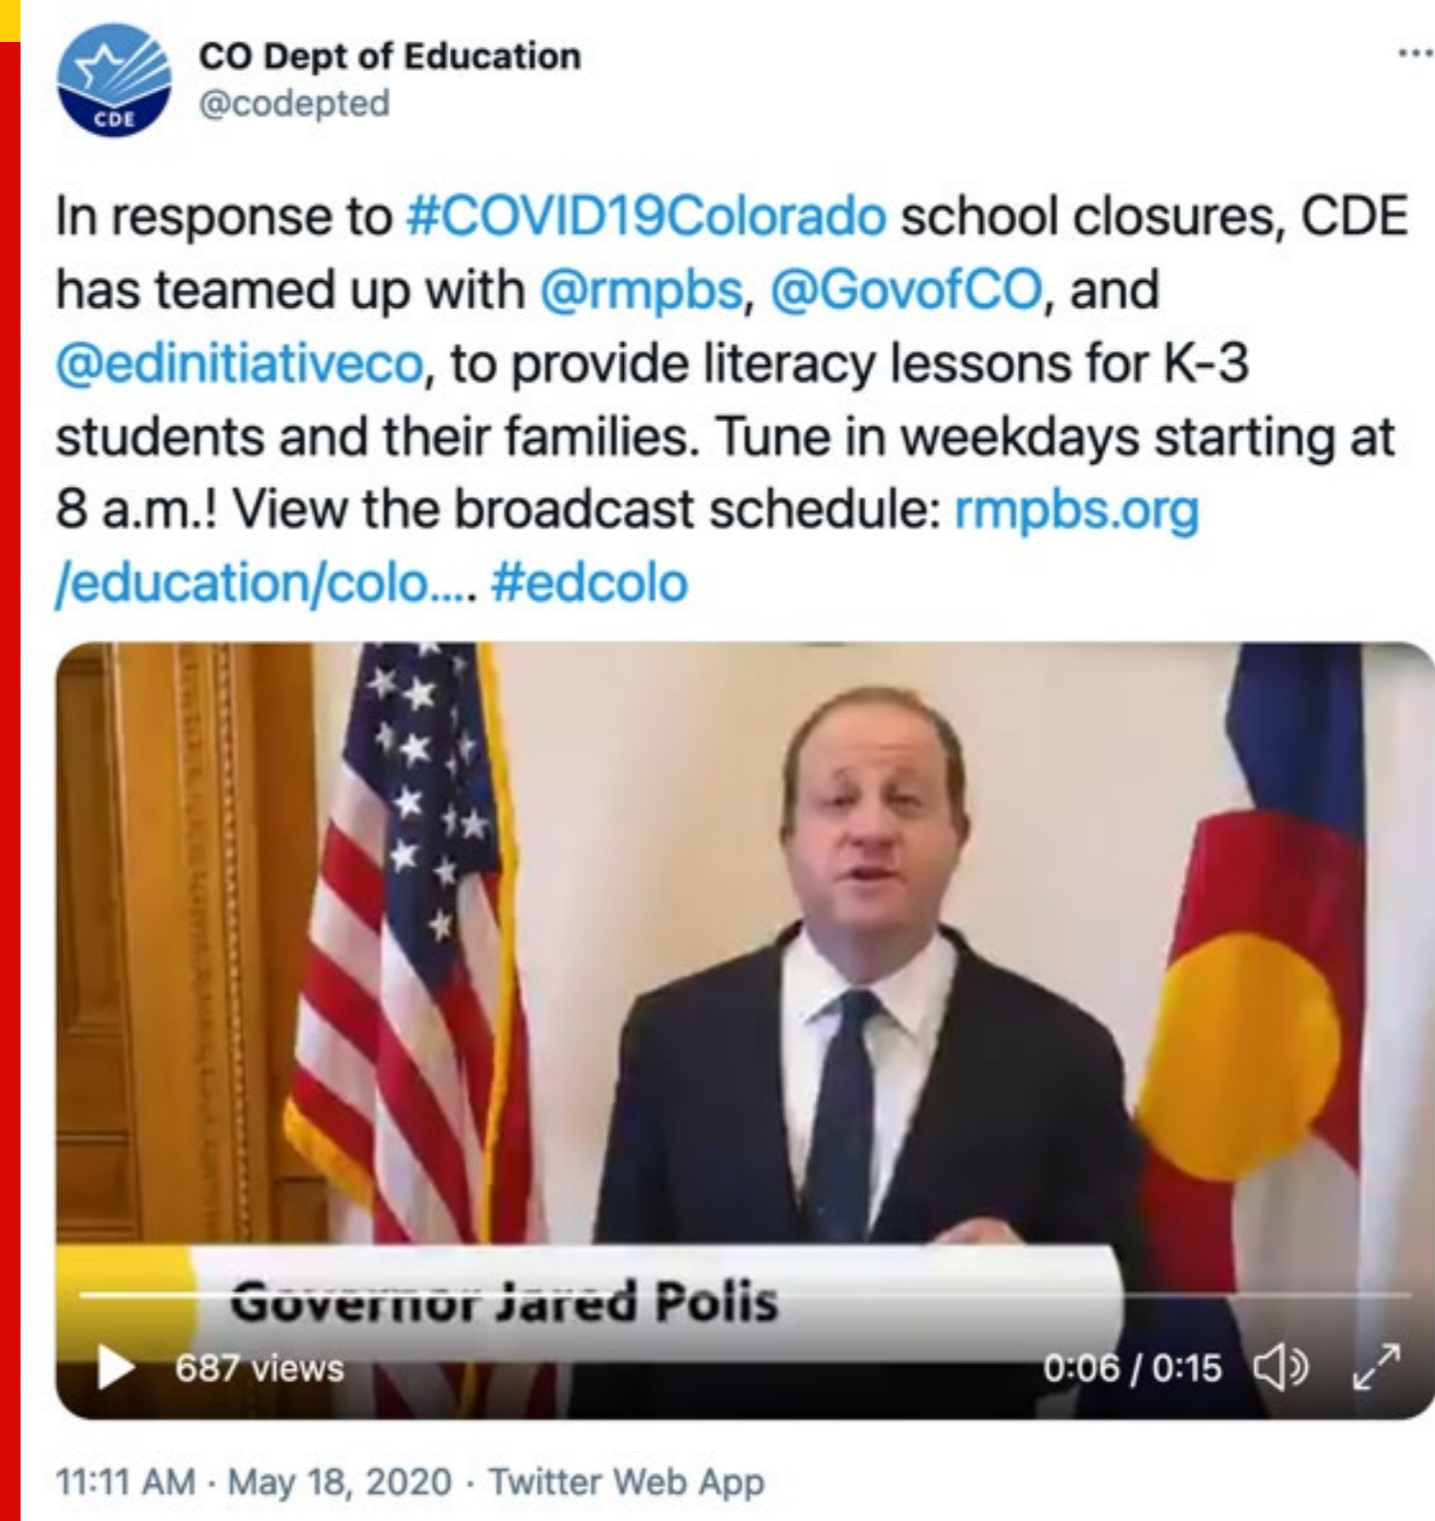 CO Dept of Education
@codepted
CDE
In response to #COVID19Colorado school closures, CDE
has teamed up with @rmpbs, @GovofCO, and
@edinitiativeco, to provide literacy lessons for K-3
students and their families. Tune in weekdays starting at
8 a.m.! View the broadcast schedule: rmpbs.org
/education/colo.... #edcolo
Governor Jared Polis
687 views
0:06 / 0:15
11:11 AM · May 18, 2020 · Twitter Web App